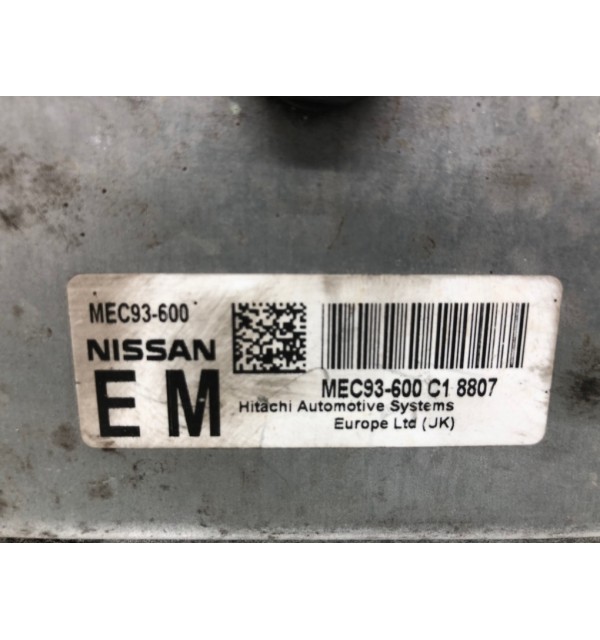 MEC93-600
NISSAN
E M
MEC93-600 C1 8807
Hitachi Automotive Systems
Europe Ltd (JK)